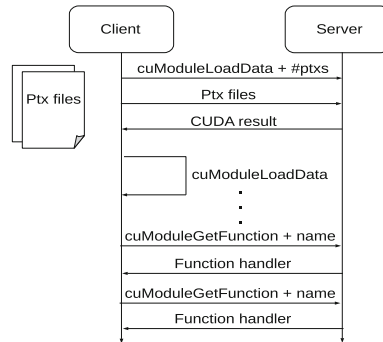 Client
Server
cuModuleLoadData + #ptxs
Ptx files
Ptx files
CUDA result
cuModuleLoadData
cuModuleGetFunction + name
Function handler
cuModuleGetFunction + name
Function handler